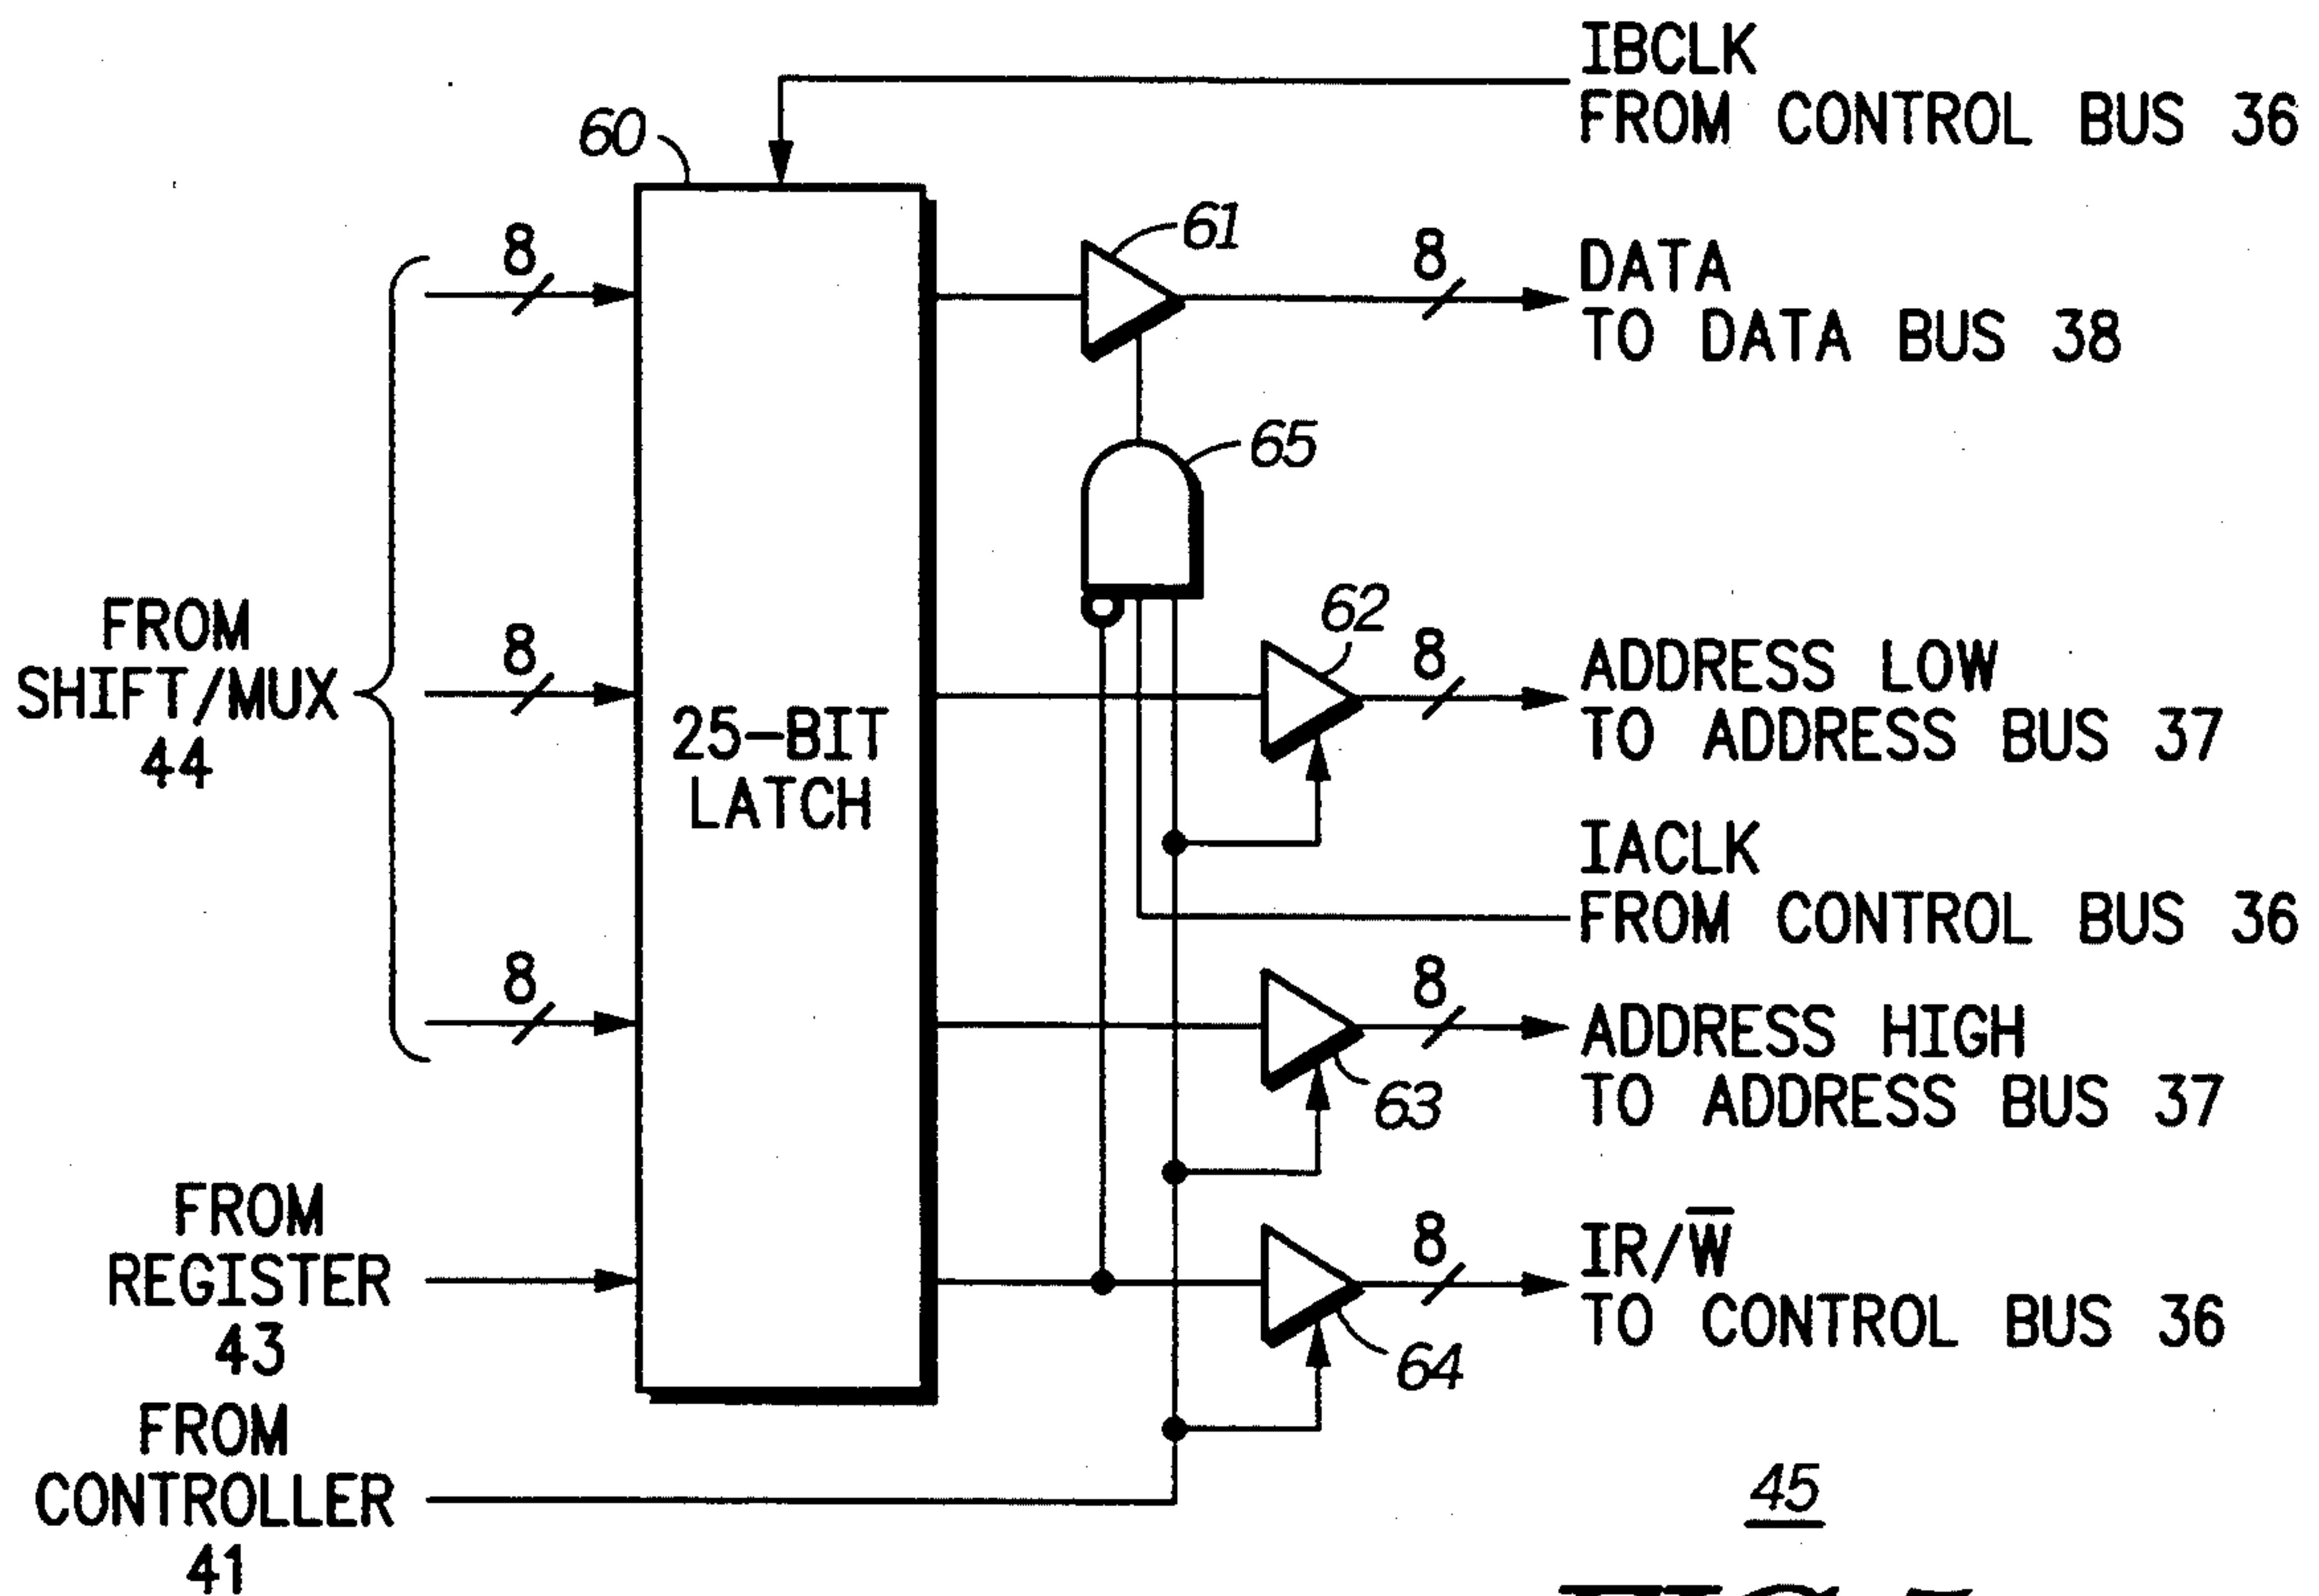 IBCLK
FROM CONTROL BUS 36
60
8
61
8
DATA
TO DATA BUS 38
65
FROM
SHIFT/MUX
44
8
25-BIT
LATCH
62
8
ADDRESS LOW
TO ADDRESS BUS 37
IACLK
FROM CONTROL BUS 36
8
63
8
ADDRESS HIGH
TO ADDRESS BUS 37
FROM
REGISTER
43
64
8
IR/W̅
TO CONTROL BUS 36
FROM
CONTROLLER
41
45